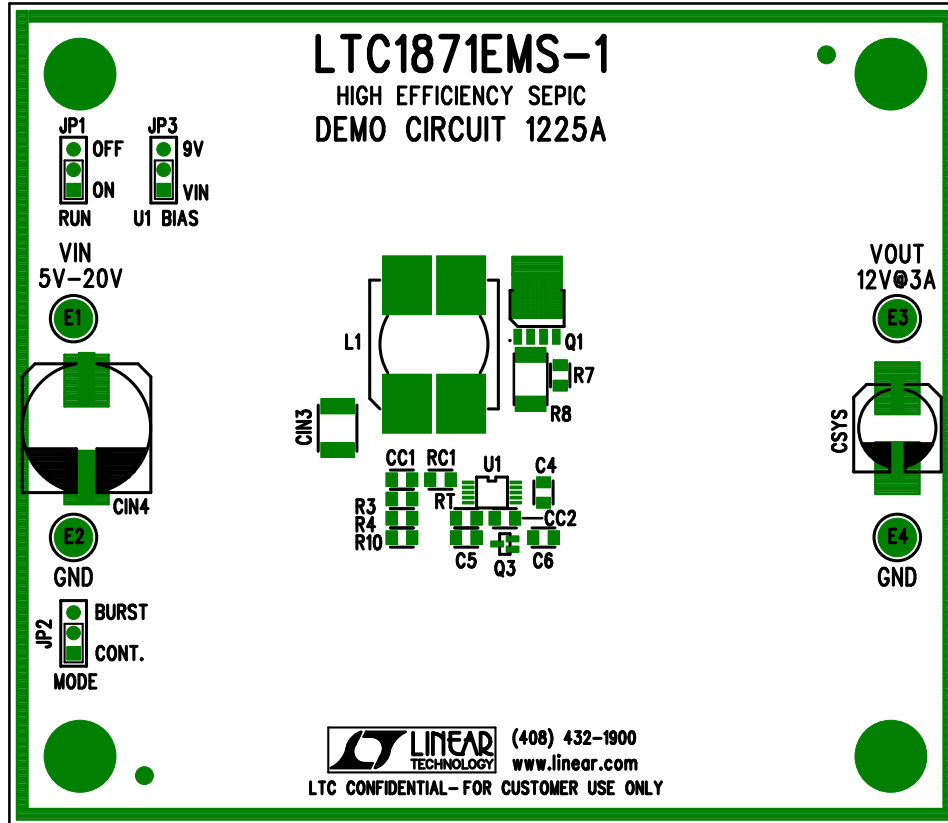 LTC1871EMS-1
HIGH EFFICIENCY SEPIC
DEMO CIRCUIT 1225A
JP1
OFF
ON
RUN
JP3
9V
VIN
U1 BIAS
VIN
5V-20V
E1
VOUT
12V@3A
E3
L1
Q1
R7
R8
CIN3
CSYS
CIN4
CC1
RC1
U1
C4
R3
RT
R4
CC2
R10
C5
Q3
C6
E2
GND
E4
GND
JP2
BURST
CONT.
MODE
LT LINEAR
TECHNOLOGY
(408) 432-1900
www.linear.com
LTC CONFIDENTIAL-FOR CUSTOMER USE ONLY